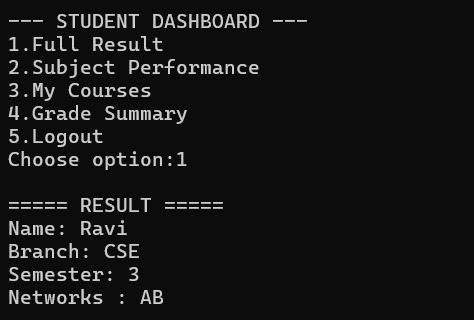 --- STUDENT DASHBOARD ---
1.Full Result
2.Subject Performance
3.My Courses
4.Grade Summary
5.Logout
Choose option:1
===== RESULT =====
Name: Ravi
Branch: CSE
Semester: 3
Networks : AB